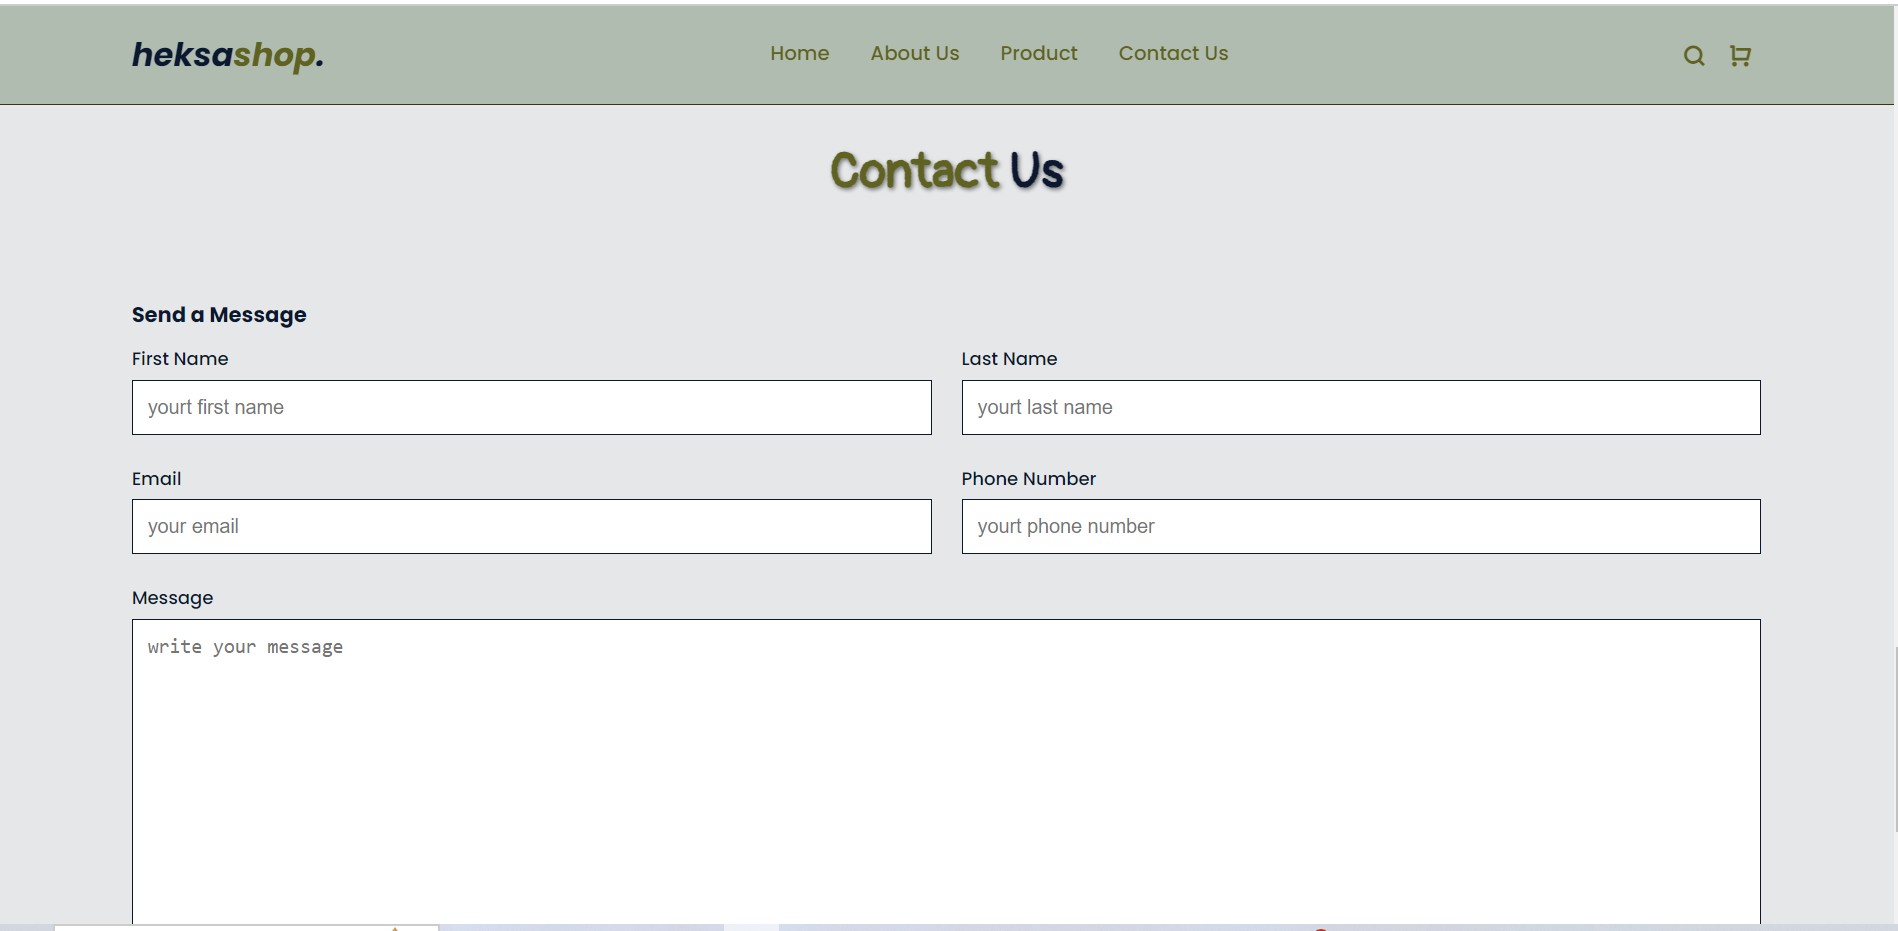 heksashop.
Home About Us Product Contact Us
Contact Us
Send a Message
First Name Last Name
yourt first name yourt last name
Email Phone Number
your email yourt phone number
Message
write your message